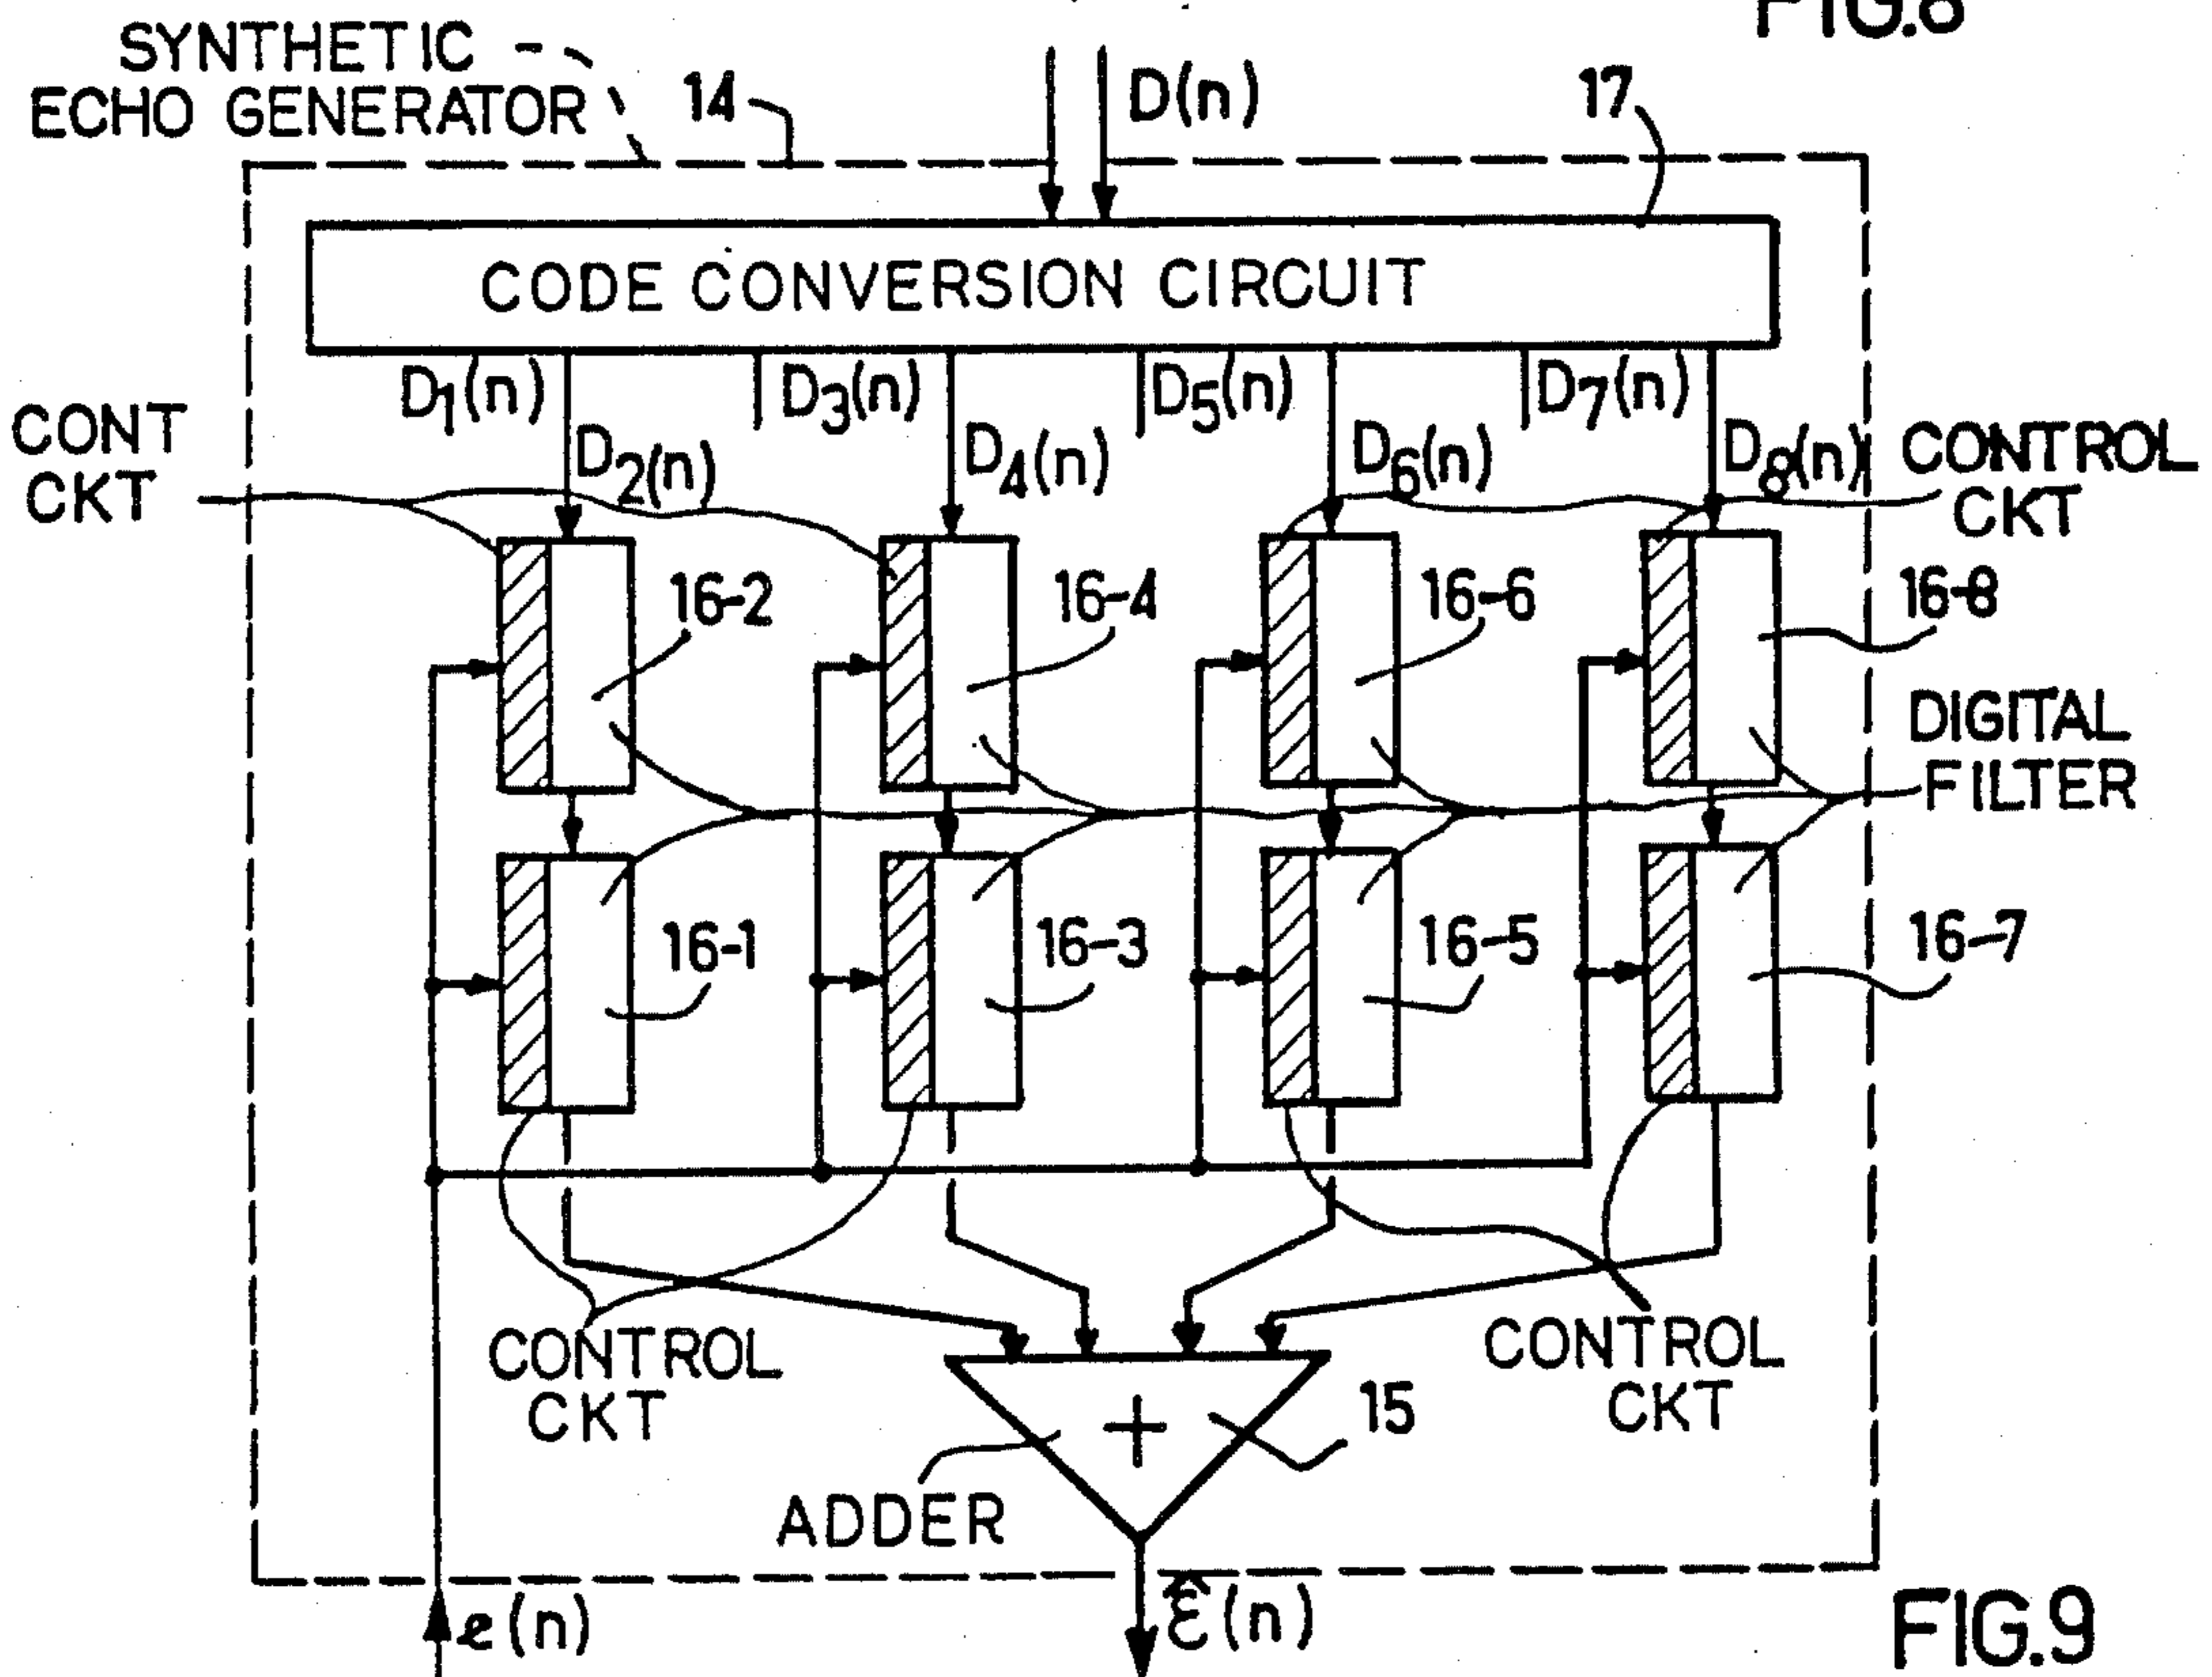 FIG.8
SYNTHETIC
ECHO GENERATOR
14
D(n)
17
CODE CONVERSION CIRCUIT
D1(n)
D3(n)
D5(n)
D7(n)
CONT
CKT
D2(n)
D4(n)
D6(n)
D8(n)
CONTROL
CKT
16-2
16-4
16-6
16-8
DIGITAL
FILTER
16-1
16-3
16-5
16-7
CONTROL
CKT
CONTROL
CKT
+
15
ADDER
e(n)
ε̂(n)
FIG.9